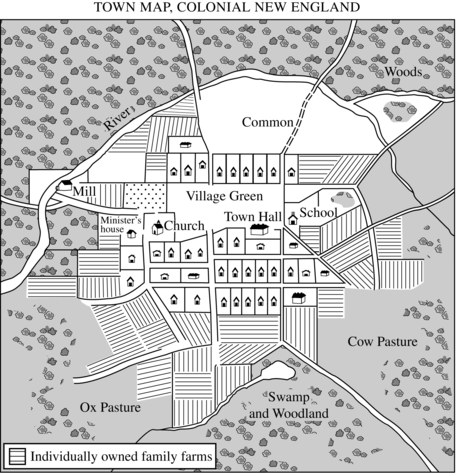 TOWN MAP, COLONIAL NEW ENGLAND
Woods
River
Common
Mill
Village Green
Minister's
house
Church
Town Hall
School
Cow Pasture
Ox Pasture
Swamp
and Woodland
Individually owned family farms